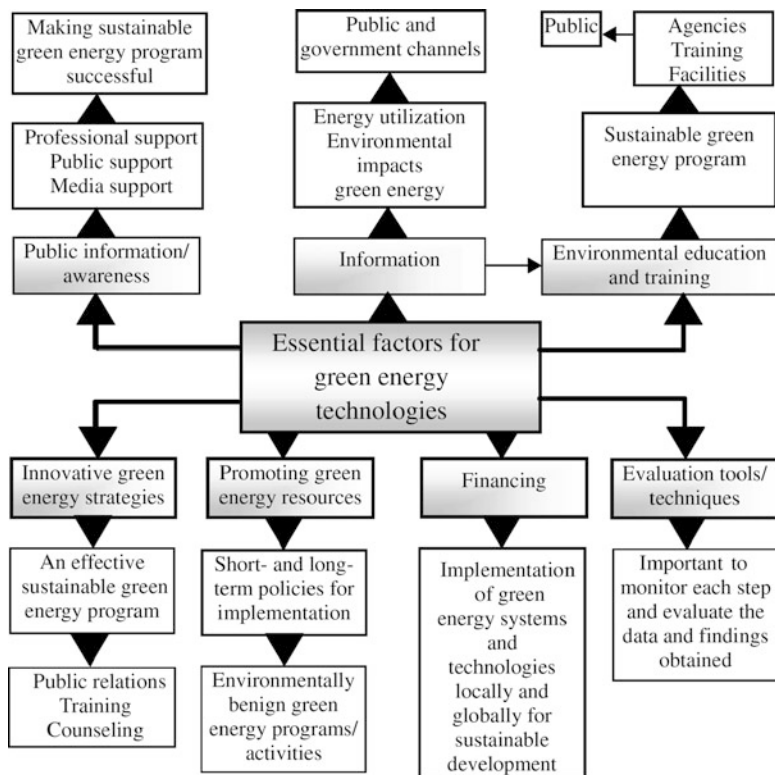 Making sustainable
green energy program
successful
Public and
government channels
Public
Agencies
Training
Facilities
Professional support
Public support
Media support
Energy utilization
Environmental
impacts
green energy
Sustainable green
energy program
Public information/
awareness
Information
Environmental education
and training
Essential factors for
green energy
technologies
Innovative green
energy strategies
Promoting green
energy resources
Financing
Evaluation tools/
techniques
An effective
sustainable green
energy program
Short- and long-
term policies for
implementation
Implementation
of green
energy systems
and
technologies
locally and
globally for
sustainable
development
Important to
monitor each step
and evaluate the
data and findings
obtained
Public relations
Training
Counseling
Environmentally
benign green
energy programs/
activities